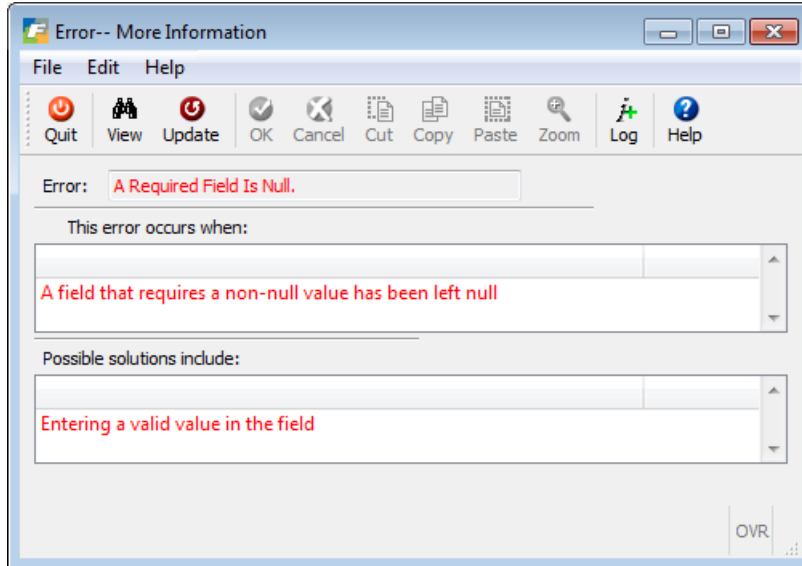 Error-- More Information
File Edit Help
Quit View Update OK Cancel Cut Copy Paste Zoom Log Help
Error: A Required Field Is Null.
This error occurs when:
A field that requires a non-null value has been left null
Possible solutions include:
Entering a valid value in the field
OVR